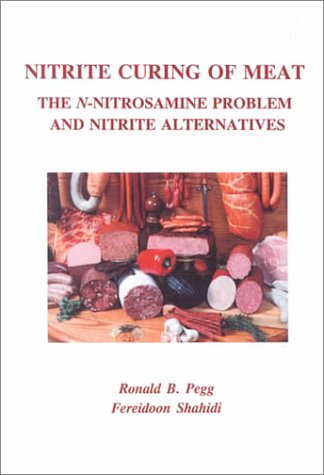 NITRITE CURING OF MEAT
THE N-NITROSAMINE PROBLEM
AND NITRITE ALTERNATIVES
Ronald B. Pegg
Fereidoon Shahidi